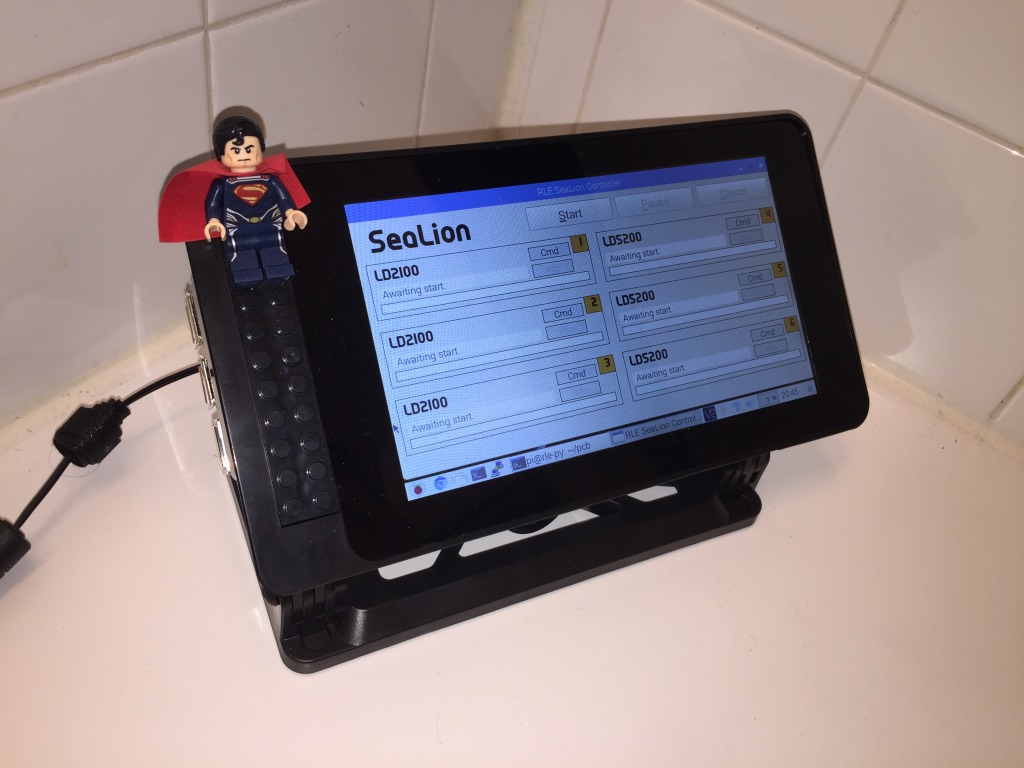 RLE SeaLion Controller
SeaLion
Start
Pause
Cancel
LD2100
Cmd
1
Awaiting start
LD2100
Cmd
2
Awaiting start
LD2100
Cmd
3
Awaiting start
LD5200
Cmd
4
Awaiting start
LD5200
Cmd
5
Awaiting start
LD5200
Cmd
6
Awaiting start
pi@rle-py: ~/pcb
RLE SeaLion Control...
20:45